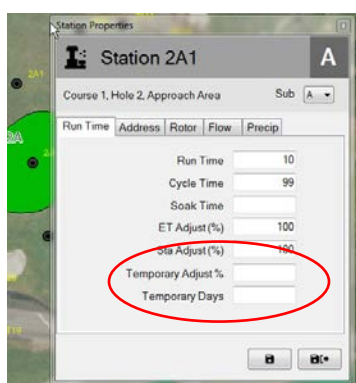 Station Properties
Station 2A1
A
Course 1, Hole 2, Approach Area
Sub A
Run Time Address Rotor Flow Precip
Run Time 10
Cycle Time 99
Soak Time
ET Adjust (%) 100
Sta Adjust (%) 100
Temporary Adjust %
Temporary Days
2A1
2A